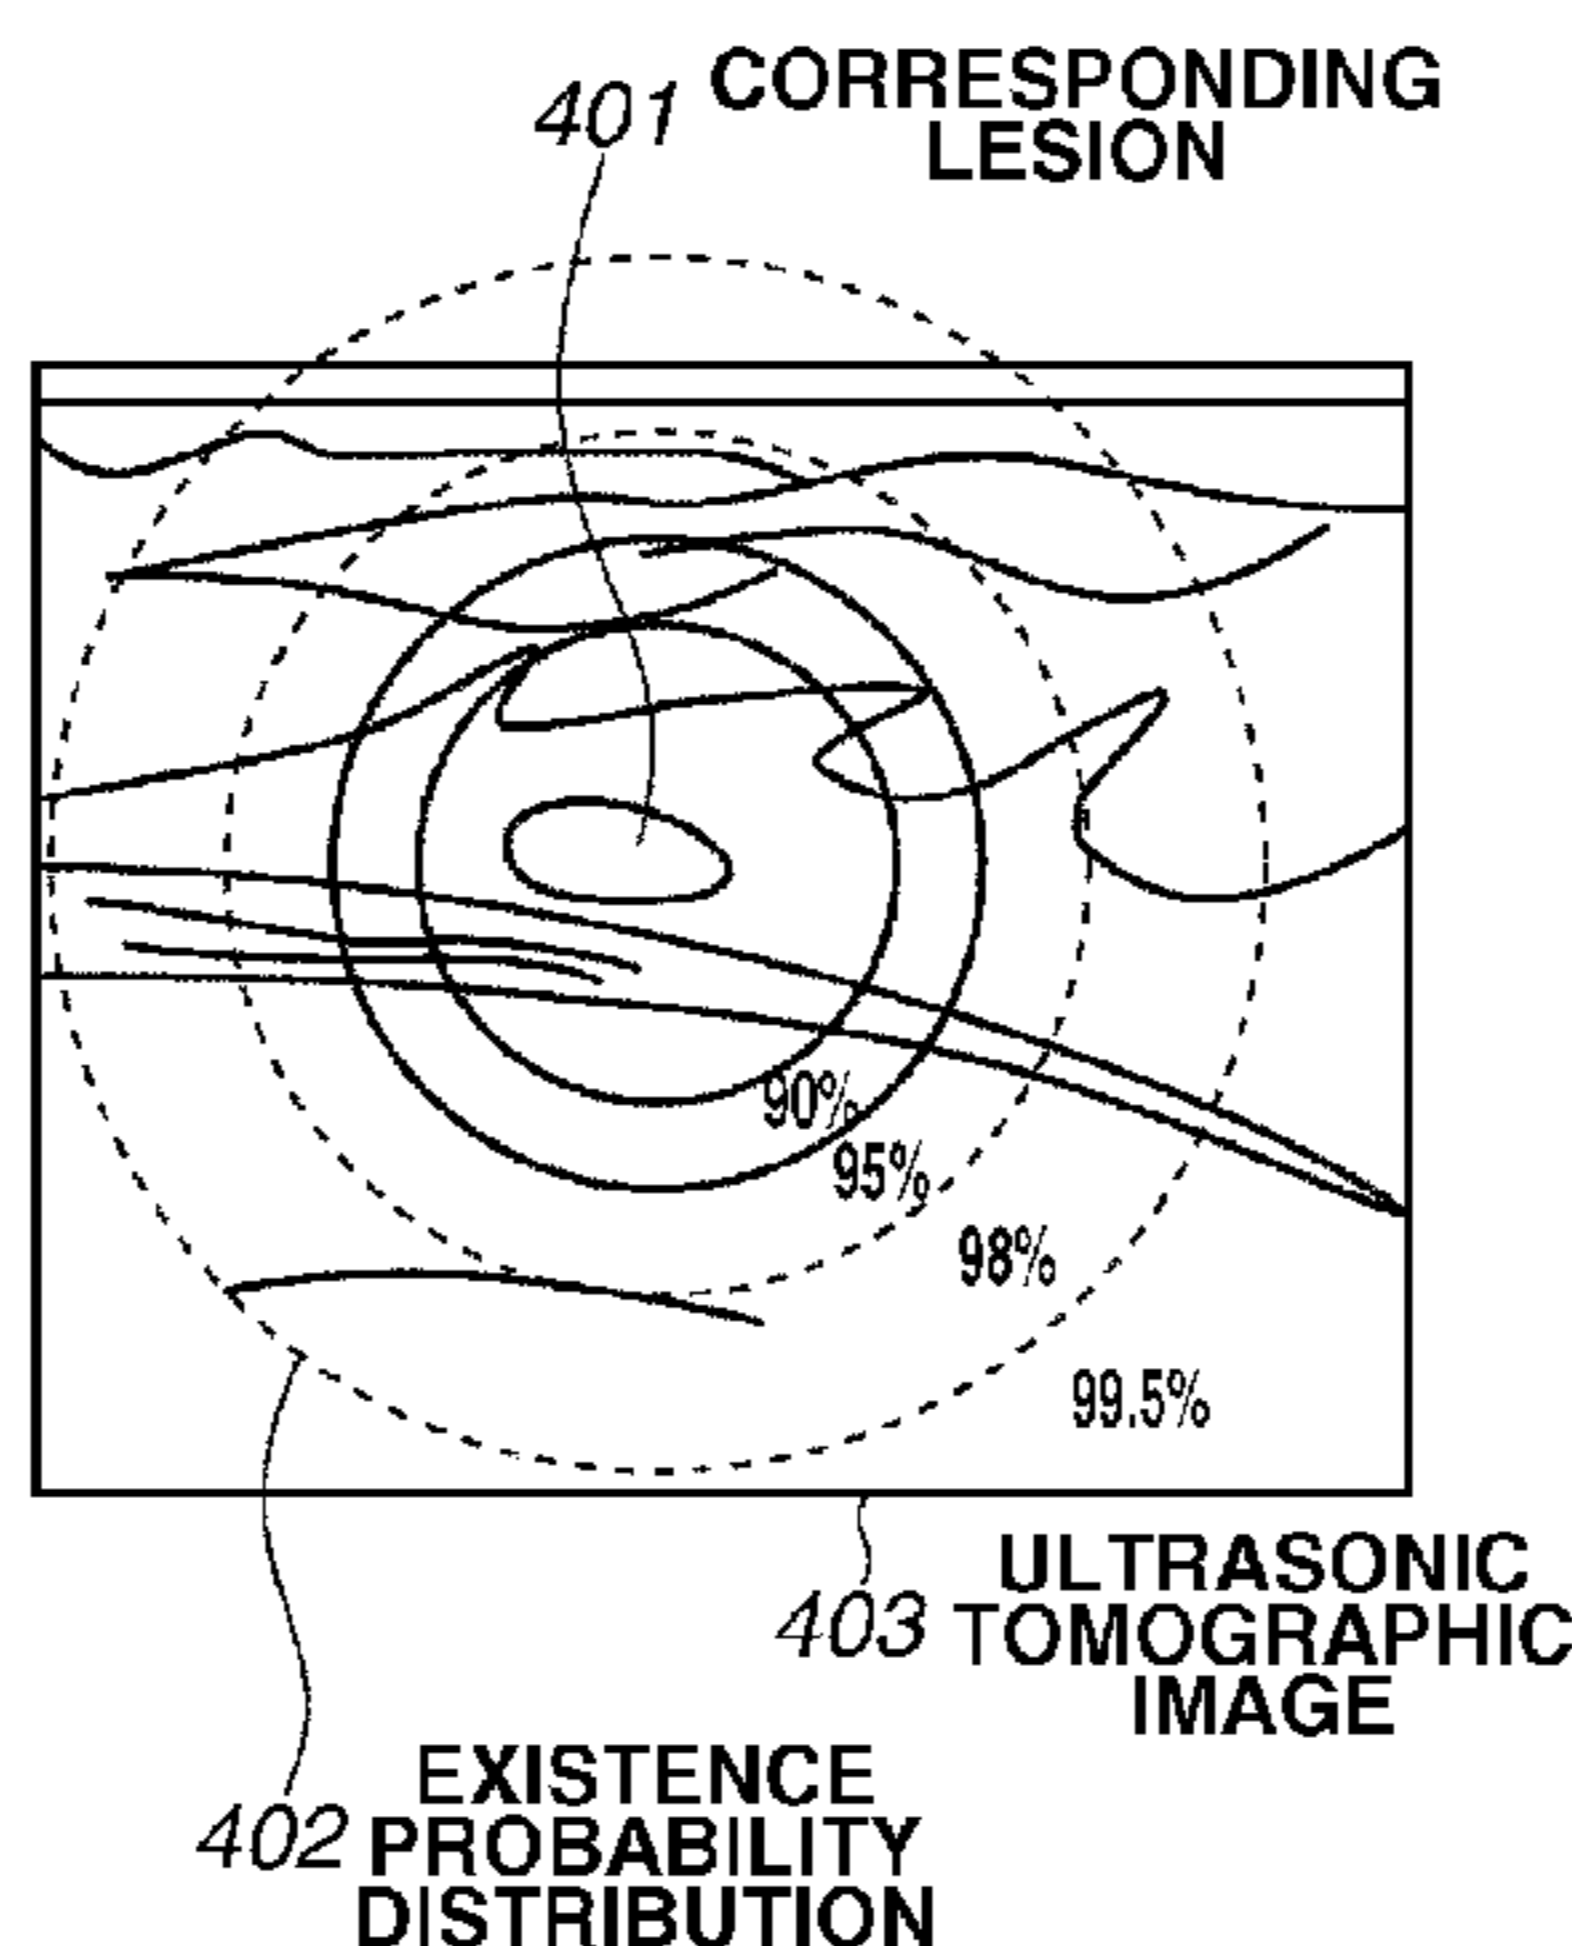 401 CORRESPONDING
LESION
90%
95%
98%
99.5%
403 ULTRASONIC
TOMOGRAPHIC
IMAGE
402 EXISTENCE
PROBABILITY
DISTRIBUTION